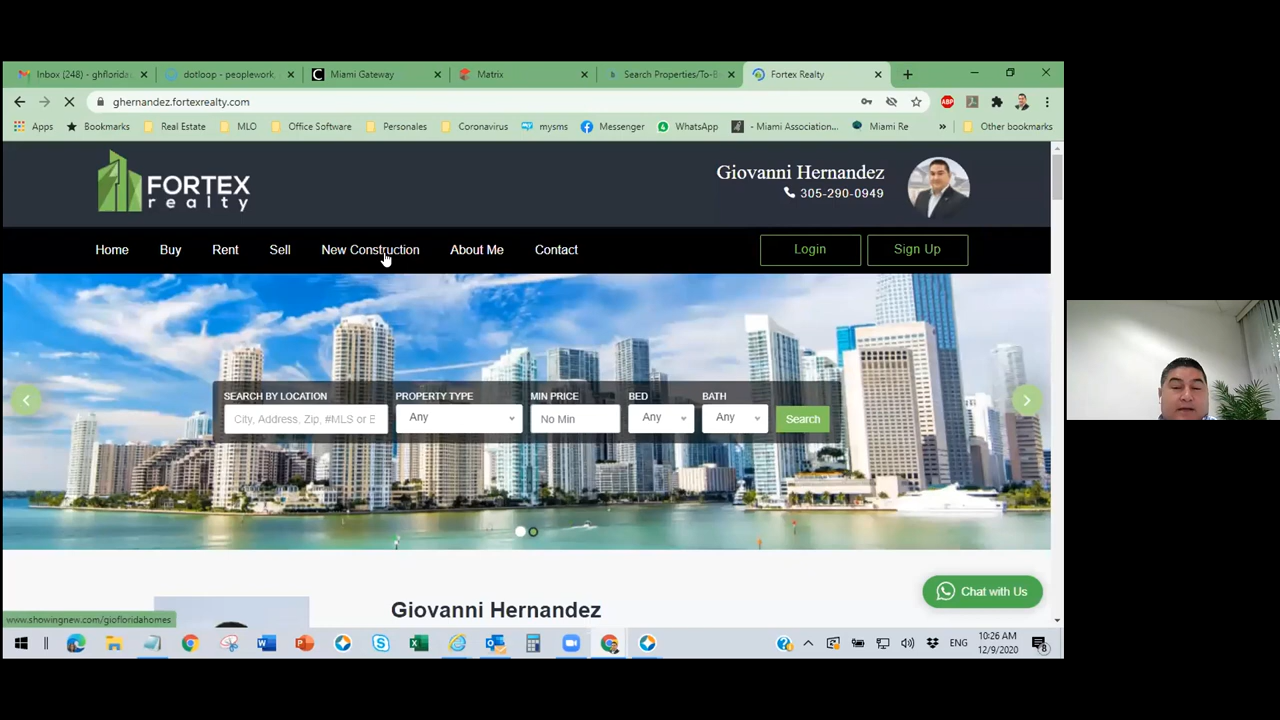 Inbox (248) - ghflorida
dotloop - peoplework
Miami Gateway
Matrix
Search Properties/To-B
Fortex Realty
ghernandez.fortexrealty.com
ABP
Apps
Bookmarks
Real Estate
MLO
Office Software
Personales
Coronavirus
mysms
Messenger
WhatsApp
- Miami Association...
Miami Re
»
Other bookmarks
FORTEX
realty
Giovanni Hernandez
305-290-0949
Home
Buy
Rent
Sell
New Construction
About Me
Contact
Login
Sign Up
SEARCH BY LOCATION
PROPERTY TYPE
MIN PRICE
BED
BATH
City, Address, Zip, #MLS or B
Any
No Min
Any
Any
Search
Giovanni Hernandez
Chat with Us
www.showingnew.com/giofloridahomes
ENG
10:26 AM
12/9/2020
8